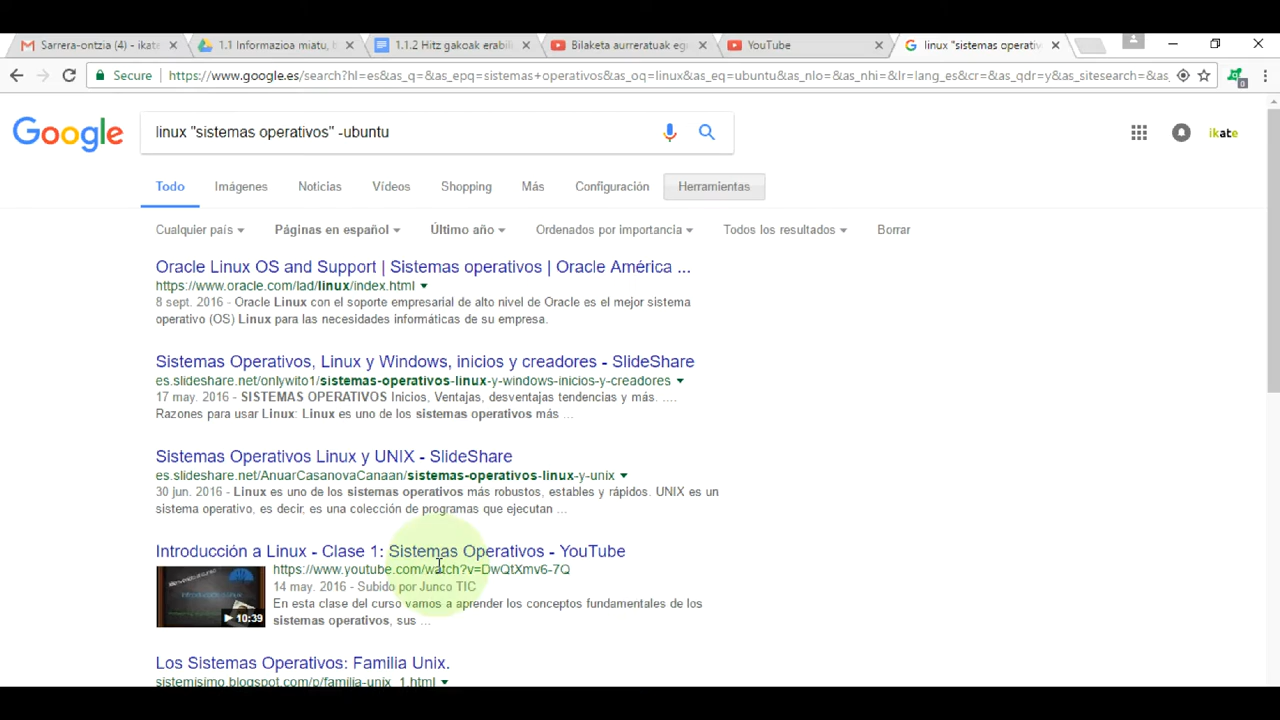 Sarrera-ontzia (4) - ikate
1.1 Informazioa miatu, b
1.1.2 Hitz gakoak erabil
Bilaketa aurreratuak eg
YouTube
linux "sistemas operativ
Secure
https://www.google.es/search?hl=es&as_q=&as_epq=sistemas+operativos&as_oq=linux&as_eq=ubuntu&as_nlo=&as_nhi=&lr=lang_es&cr=&as_qdr=y&as_sitesearch=&as_
0
Google
linux "sistemas operativos" -ubuntu
ikate
Todo Imágenes Noticias Vídeos Shopping Más Configuración Herramientas
Cualquier país Páginas en español Último año Ordenados por importancia Todos los resultados Borrar
Oracle Linux OS and Support | Sistemas operativos | Oracle América ...
https://www.oracle.com/lad/linux/index.html
8 sept. 2016 - Oracle Linux con el soporte empresarial de alto nivel de Oracle es el mejor sistema
operativo (OS) Linux para las necesidades informáticas de su empresa.
Sistemas Operativos, Linux y Windows, inicios y creadores - SlideShare
es.slideshare.net/onlywito1/sistemas-operativos-linux-y-windows-inicios-y-creadores
17 may. 2016 - SISTEMAS OPERATIVOS Inicios, Ventajas, desventajas tendencias y más. ....
Razones para usar Linux: Linux es uno de los sistemas operativos más ...
Sistemas Operativos Linux y UNIX - SlideShare
es.slideshare.net/AnuarCasanovaCanaan/sistemas-operativos-linux-y-unix
30 jun. 2016 - Linux es uno de los sistemas operativos más robustos, estables y rápidos. UNIX es un
sistema operativo, es decir, es una colección de programas que ejecutan ...
Introducción a Linux - Clase 1: Sistemas Operativos - YouTube
https://www.youtube.com/watch?v=DwQtXmv6-7Q
14 may. 2016 - Subido por Junco TIC
En esta clase del curso vamos a aprender los conceptos fundamentales de los
sistemas operativos, sus ...
10:39
Los Sistemas Operativos: Familia Unix.
sistemisimo.blogspot.com/p/familia-unix_1.html